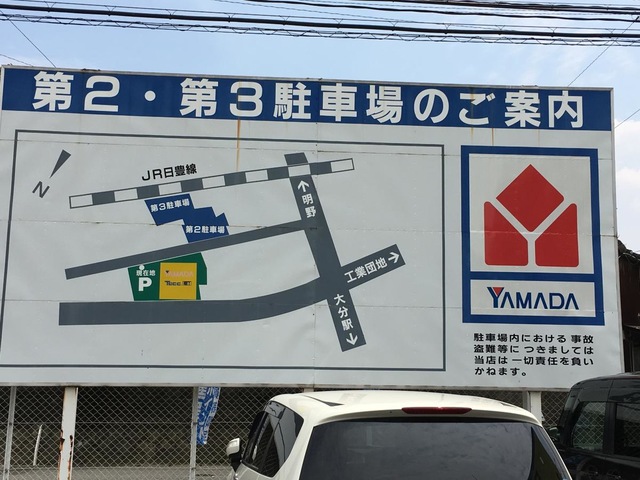 第2・第3駐車場のご案内
N
JR日豊線
第3駐車場
第2駐車場
明野
現在地
P
YAMADA
工業団地
大分駅
YAMADA
駐車場内における事故
盗難等につきましては
当店は一切責任を負い
かねます。